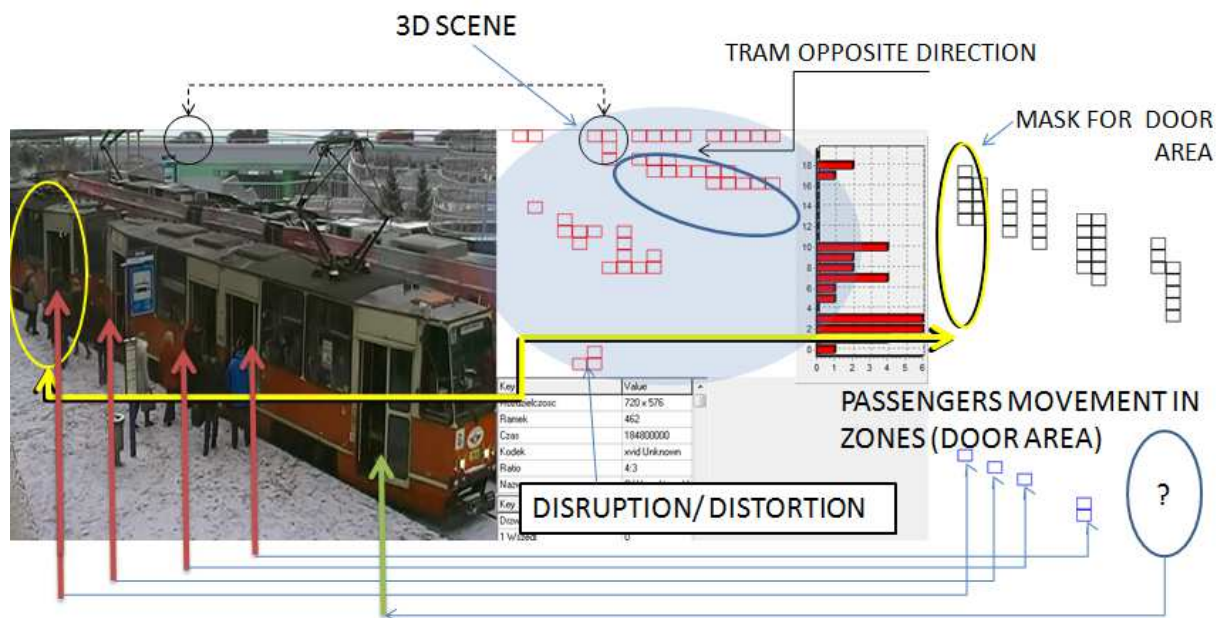 3D SCENE
TRAM OPPOSITE DIRECTION
MASK FOR DOOR
AREA
18
16
14
12
10
8
6
4
2
0
0 1 2 3 4 5 6
Key Value
720 x 576
Ramek 462
Czas 184800000
Kodek xvid Unknown
Ratio 4:3
Key
DISRUPTION/ DISTORTION
PASSENGERS MOVEMENT IN
ZONES (DOOR AREA)
?